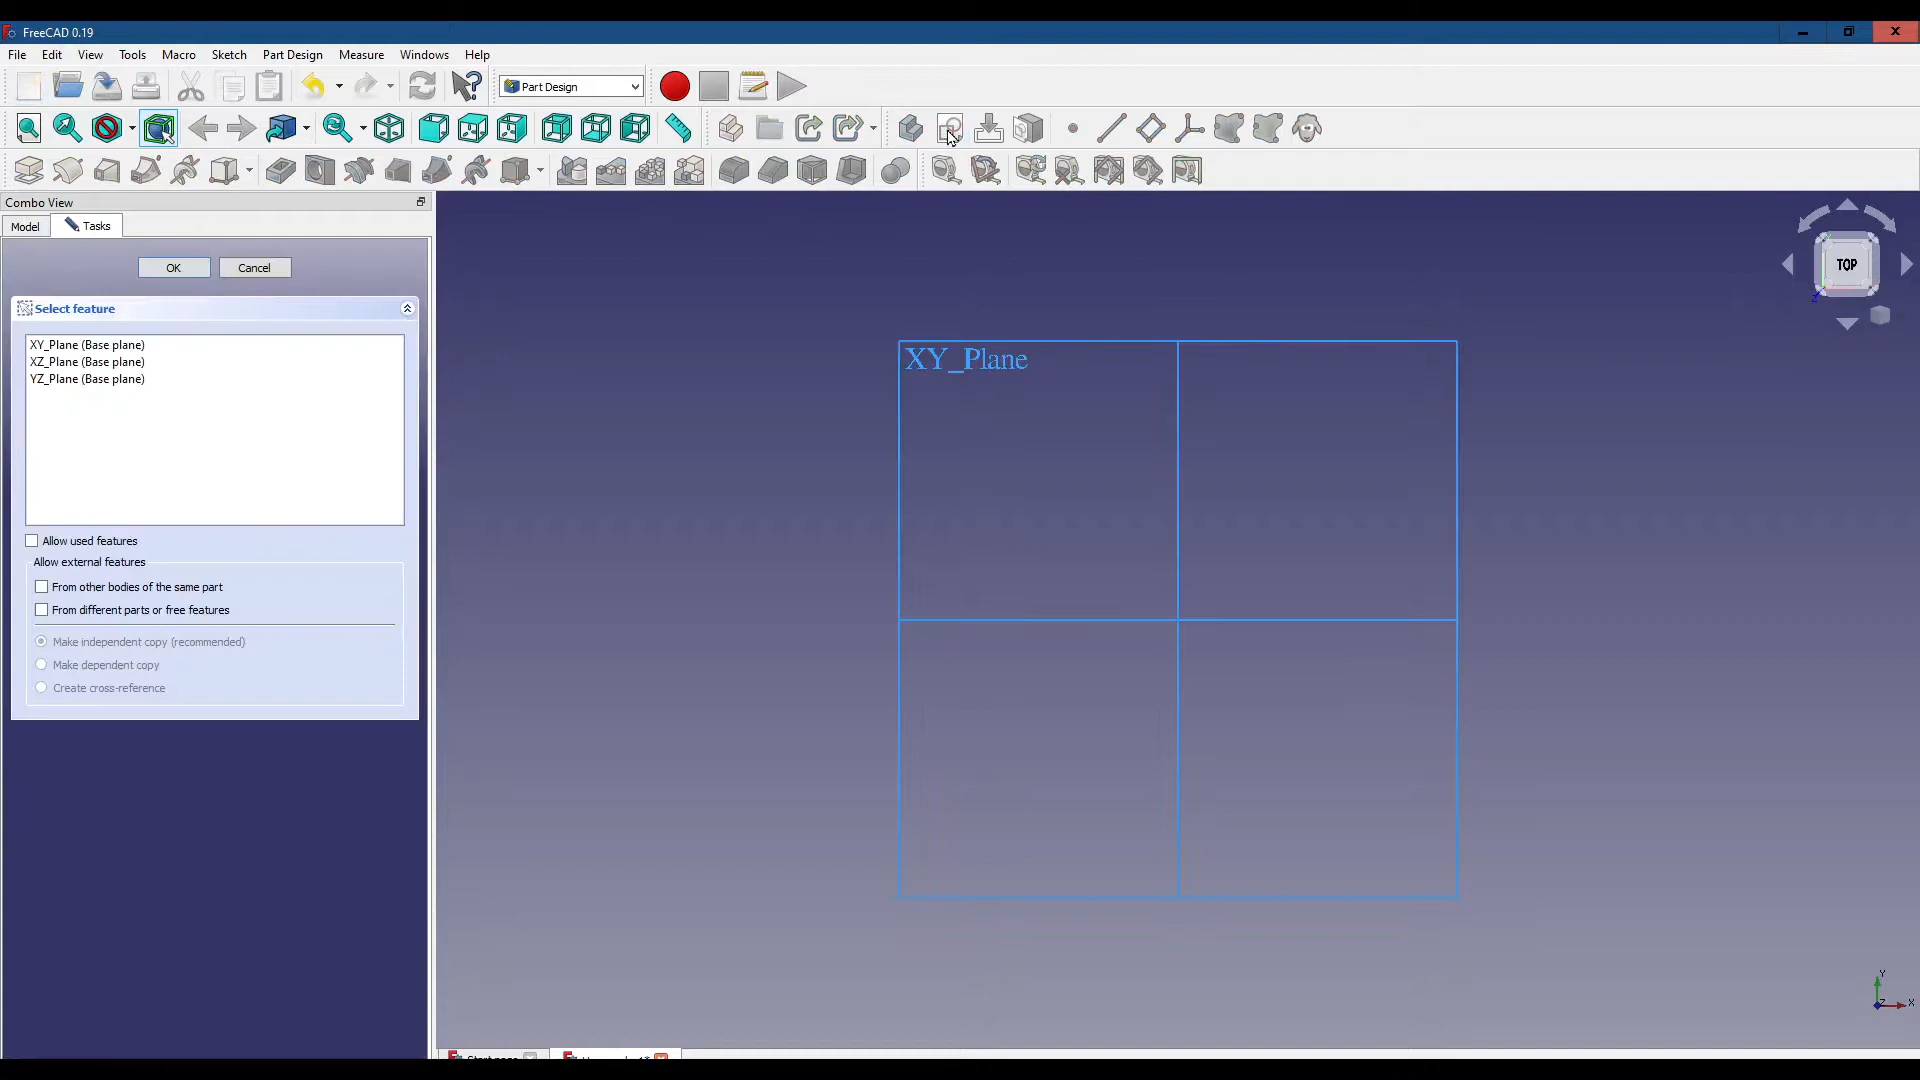 FreeCAD 0.19
File Edit View Tools Macro Sketch Part Design Measure Windows Help
Part Design
Combo View
Model Tasks
OK Cancel
Select feature
XY_Plane (Base plane)
XZ_Plane (Base plane)
YZ_Plane (Base plane)
Allow used features
Allow external features
From other bodies of the same part
From different parts or free features
Make independent copy (recommended)
Make dependent copy
Create cross-reference
XY_Plane
TOP
Z
Y
Z X
Start page